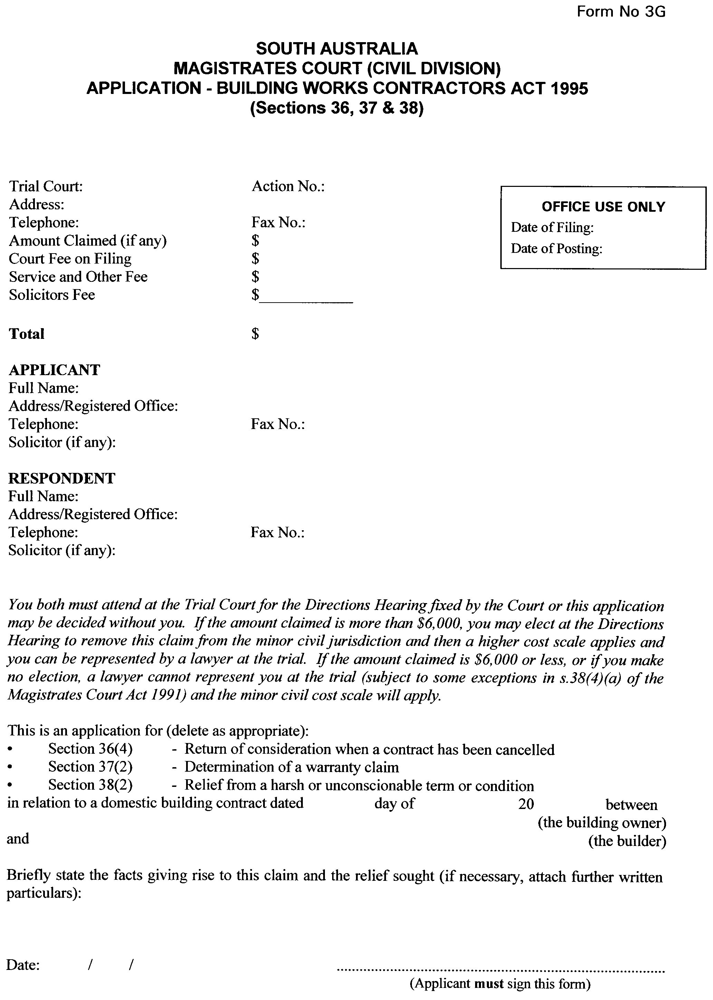 Form No 3G
SOUTH AUSTRALIA
MAGISTRATES COURT (CIVIL DIVISION)
APPLICATION - BUILDING WORKS CONTRACTORS ACT 1995
(Sections 36, 37 & 38)
Trial Court: Action No.:
Address:
Telephone: Fax No.:
Amount Claimed (if any) $
Court Fee on Filing $
Service and Other Fee $
Solicitors Fee $
OFFICE USE ONLY
Date of Filing:
Date of Posting:
Total $
APPLICANT
Full Name:
Address/Registered Office:
Telephone: Fax No.:
Solicitor (if any):
RESPONDENT
Full Name:
Address/Registered Office:
Telephone: Fax No.:
Solicitor (if any):
You both must attend at the Trial Court for the Directions Hearing fixed by the Court or this application
may be decided without you. If the amount claimed is more than $6,000, you may elect at the Directions
Hearing to remove this claim from the minor civil jurisdiction and then a higher cost scale applies and
you can be represented by a lawyer at the trial. If the amount claimed is $6,000 or less, or if you make
no election, a lawyer cannot represent you at the trial (subject to some exceptions in s.38(4)(a) of the
Magistrates Court Act 1991) and the minor civil cost scale will apply.
This is an application for (delete as appropriate):
• Section 36(4) - Return of consideration when a contract has been cancelled
• Section 37(2) - Determination of a warranty claim
• Section 38(2) - Relief from a harsh or unconscionable term or condition
in relation to a domestic building contract dated day of 20 between
(the building owner)
and (the builder)
Briefly state the facts giving rise to this claim and the relief sought (if necessary, attach further written
particulars):
Date: / /
(Applicant must sign this form)